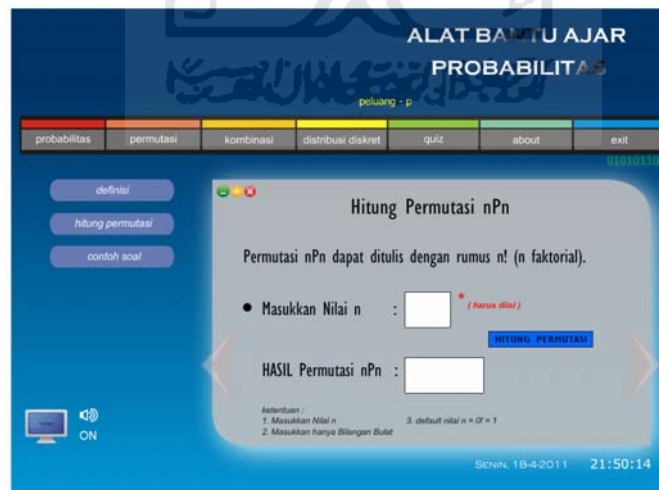 ALAT BANTU AJAR
PROBABILITAS
peluang - p
probabilitas permutasi kombinasi distribusi diskret quiz about exit
01010110
definisi
hitung permutasi
contoh soal
Hitung Permutasi nPn
Permutasi nPn dapat ditulis dengan rumus n! (n faktorial).
• Masukkan Nilai n : * ( harus diisi )
HITUNG PERMUTASI
HASIL Permutasi nPn :
ketentuan :
1. Masukkan Nilai n 3. default nilai n = 0! = 1
2. Masukkan hanya Bilangan Bulat
ON
SENIN, 18-4-2011 21:50:14